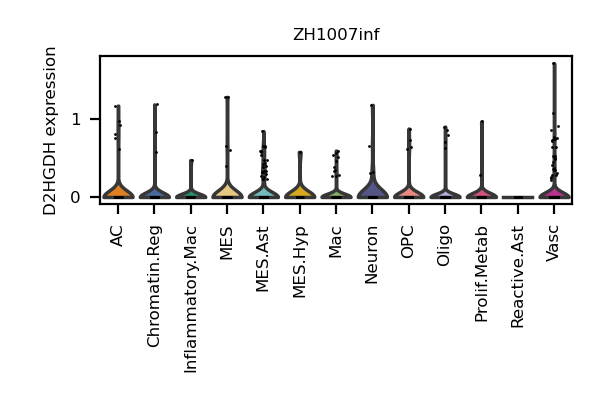 ZH1007inf
D2HGDH expression
1
0
AC
Chromatin.Reg
Inflammatory.Mac
MES
MES.Ast
MES.Hyp
Mac
Neuron
OPC
Oligo
Prolif.Metab
Reactive.Ast
Vasc